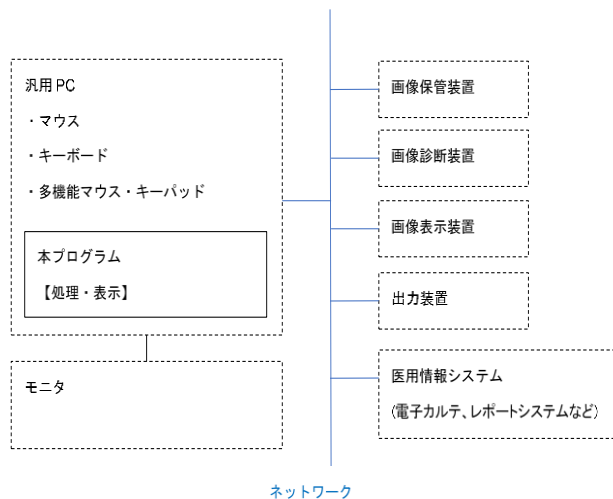 汎用PC
・マウス
・キーボード
・多機能マウス・キーパッド
本プログラム
【処理・表示】
モニタ
画像保管装置
画像診断装置
画像表示装置
出力装置
医用情報システム
(電子カルテ、レポートシステムなど)
ネットワーク